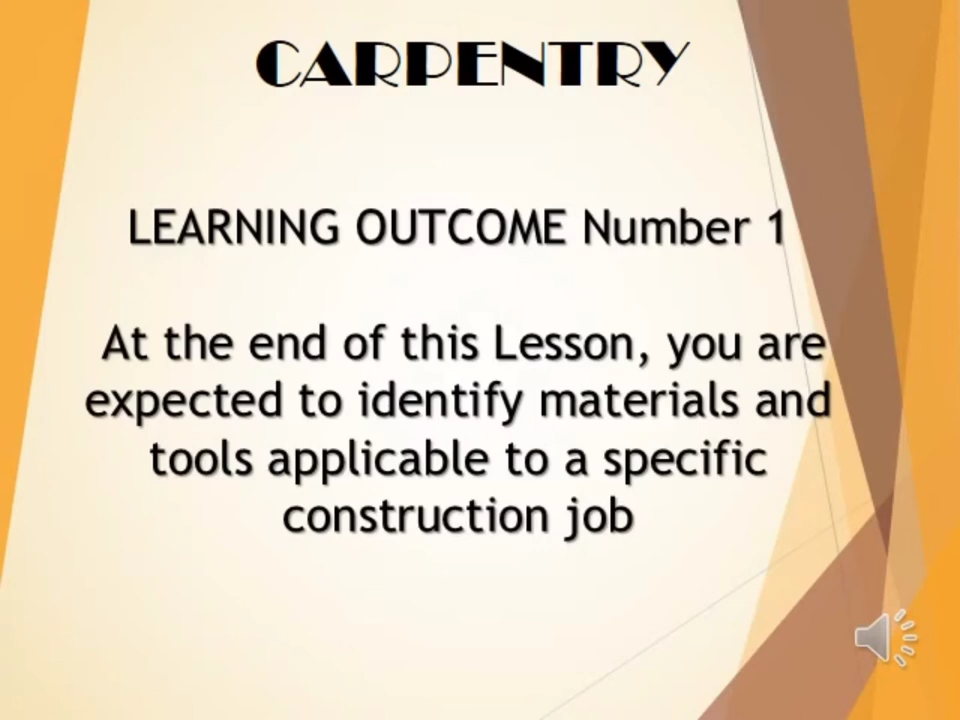 CARPENTRY
LEARNING OUTCOME Number 1
At the end of this Lesson, you are
expected to identify materials and
tools applicable to a specific
construction job